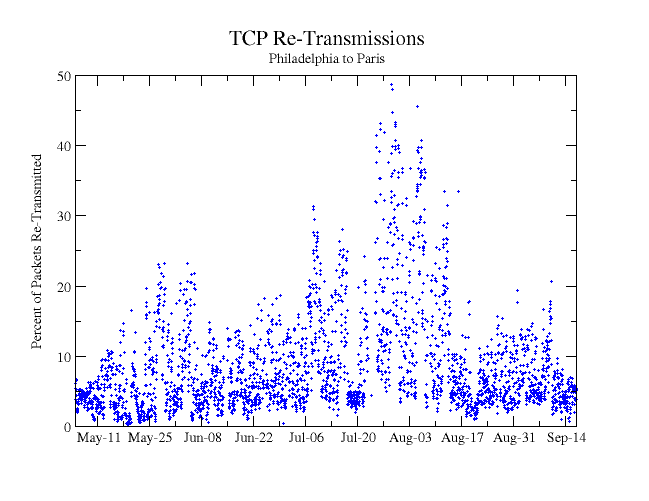 TCP Re-Transmissions
Philadelphia to Paris
Percent of Packets Re-Transmitted
50
40
30
20
10
0
May-11 May-25 Jun-08 Jun-22 Jul-06 Jul-20 Aug-03 Aug-17 Aug-31 Sep-14